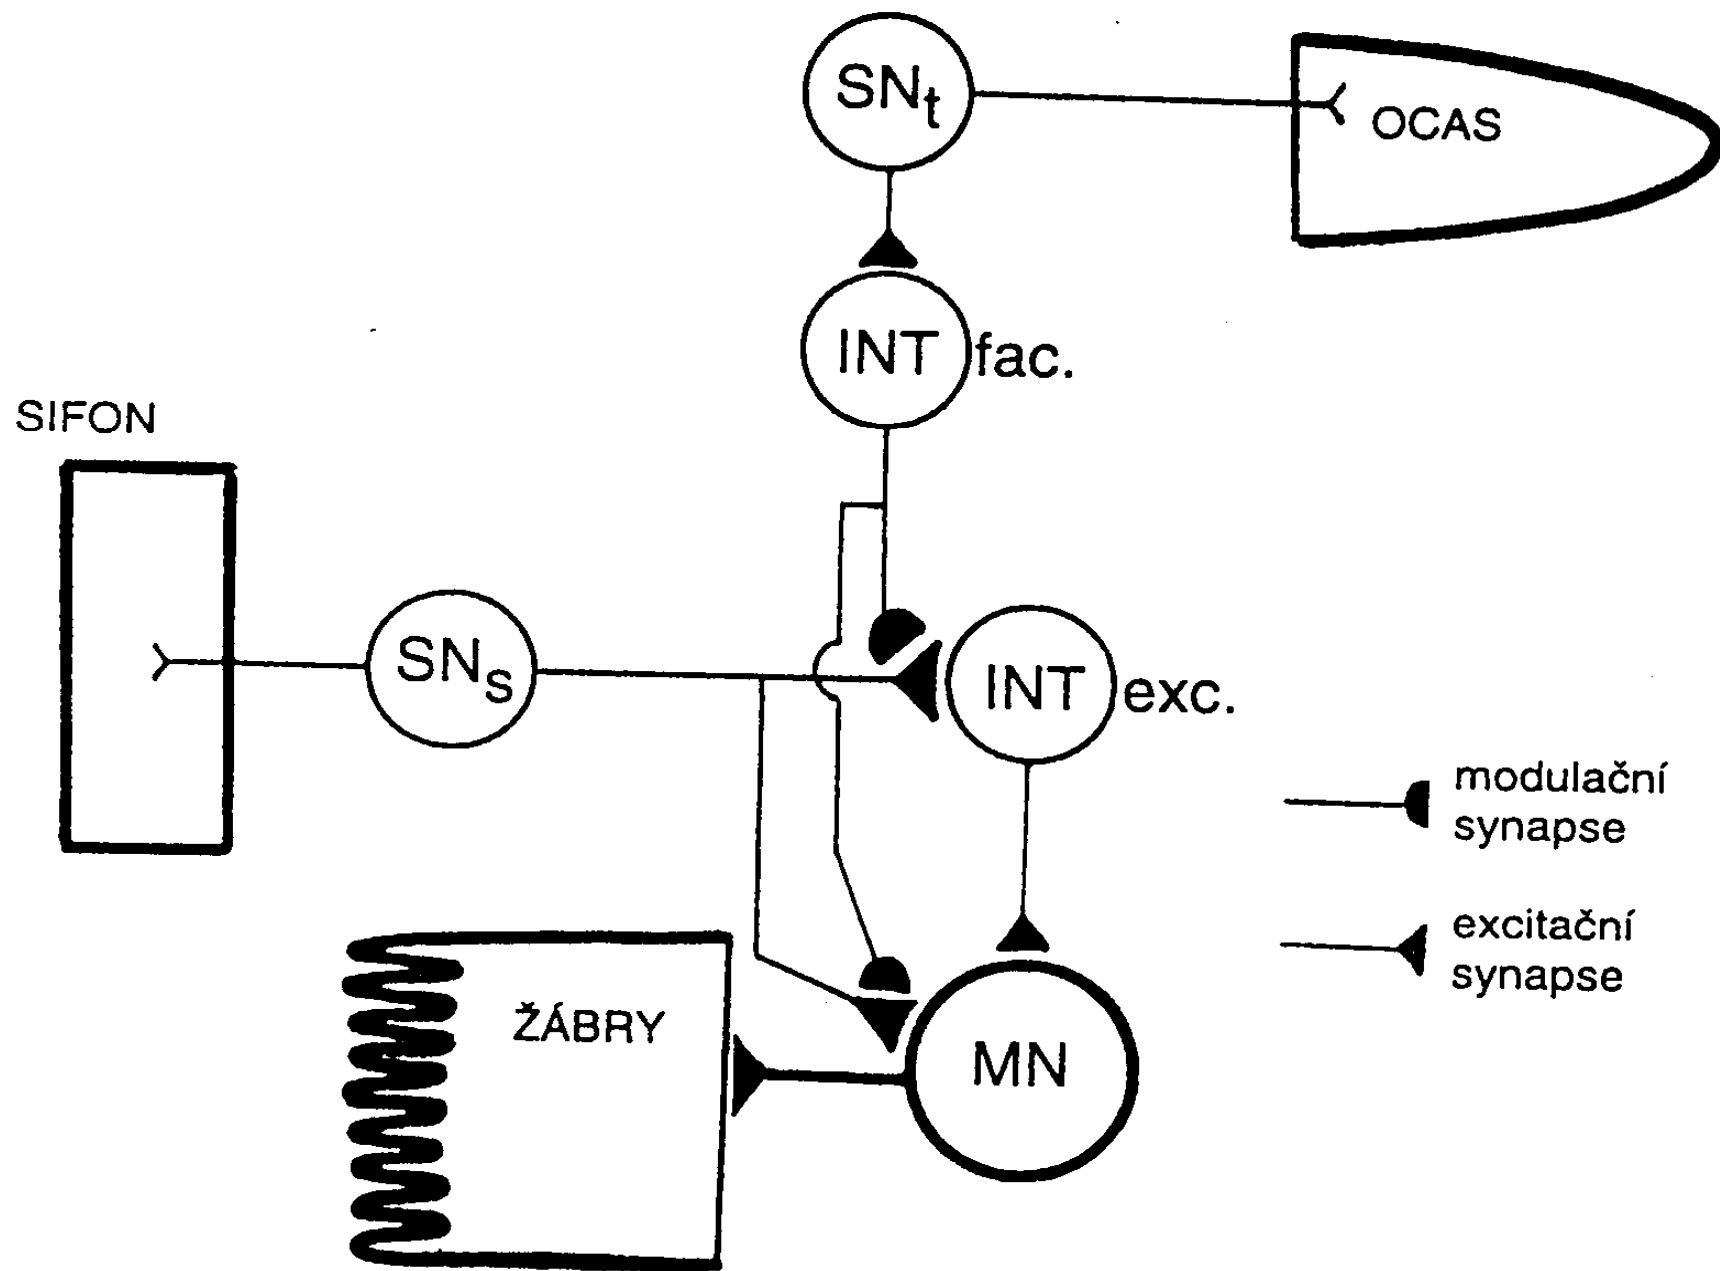 SNt
OCAS
INT fac.
SIFON
SNs
INT exc.
modulační
synapse
excitační
synapse
ŽÁBRY
MN